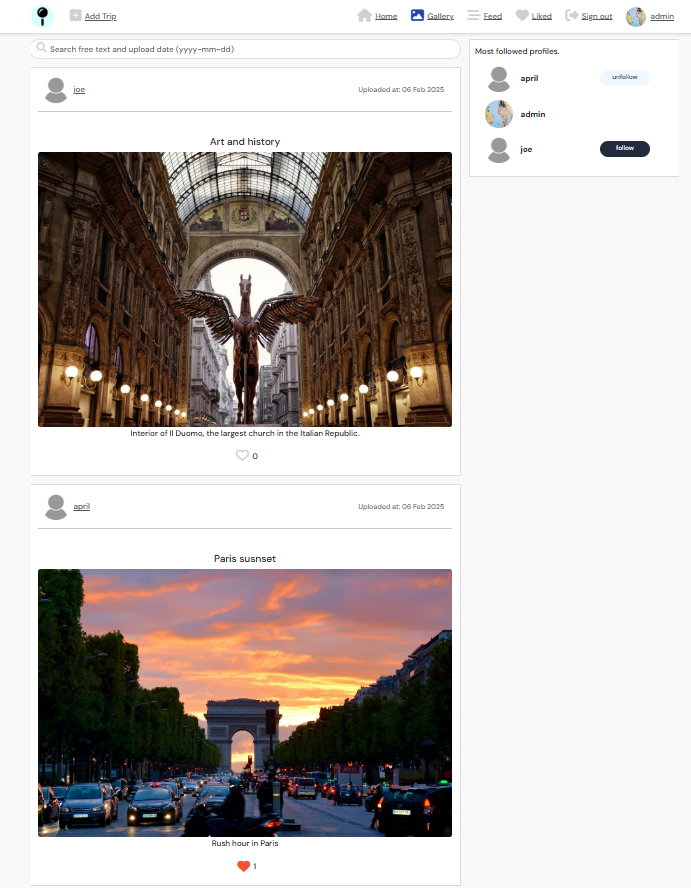 Add Trip
Home
Gallery
Feed
Liked
Sign out
admin
Search free text and upload date (yyyy-mm-dd)
joe
Uploaded at: 06 Feb 2025
Art and history
Interior of Il Duomo, the largest church in the Italian Republic.
0
april
Uploaded at: 06 Feb 2025
Paris susnset
Rush hour in Paris
1
Most followed profiles.
april
unfollow
admin
joe
follow